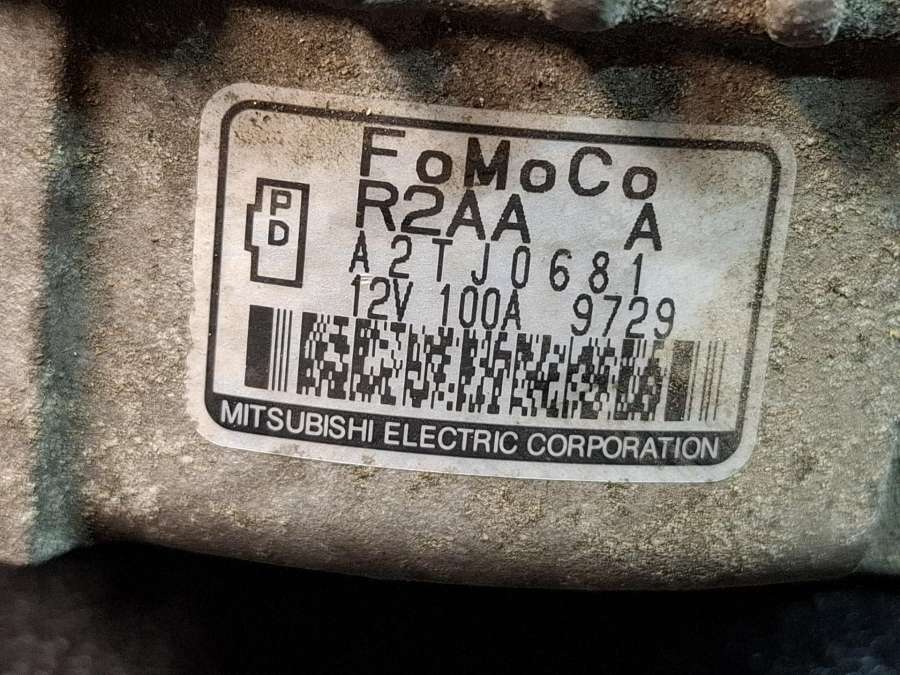 FoMoCo
P
D
R2AA A
A2TJ0681
12V 100A 9729
MITSUBISHI ELECTRIC CORPORATION